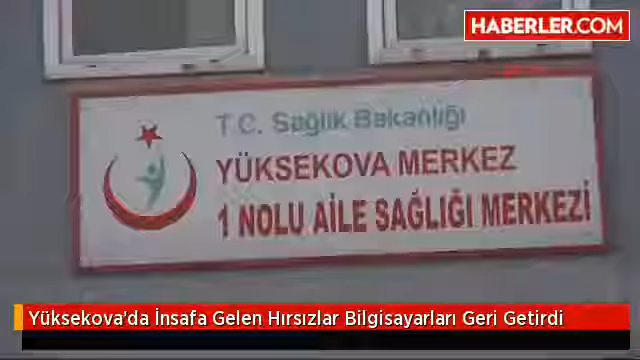 HABERLER.COM
T.C. Sağlık Bakanlığı
YÜKSEKOVA MERKEZ
1 NOLU AİLE SAĞLIĞI MERKEZİ
Yüksekova'da İnsafa Gelen Hırsızlar Bilgisayarları Geri Getirdi